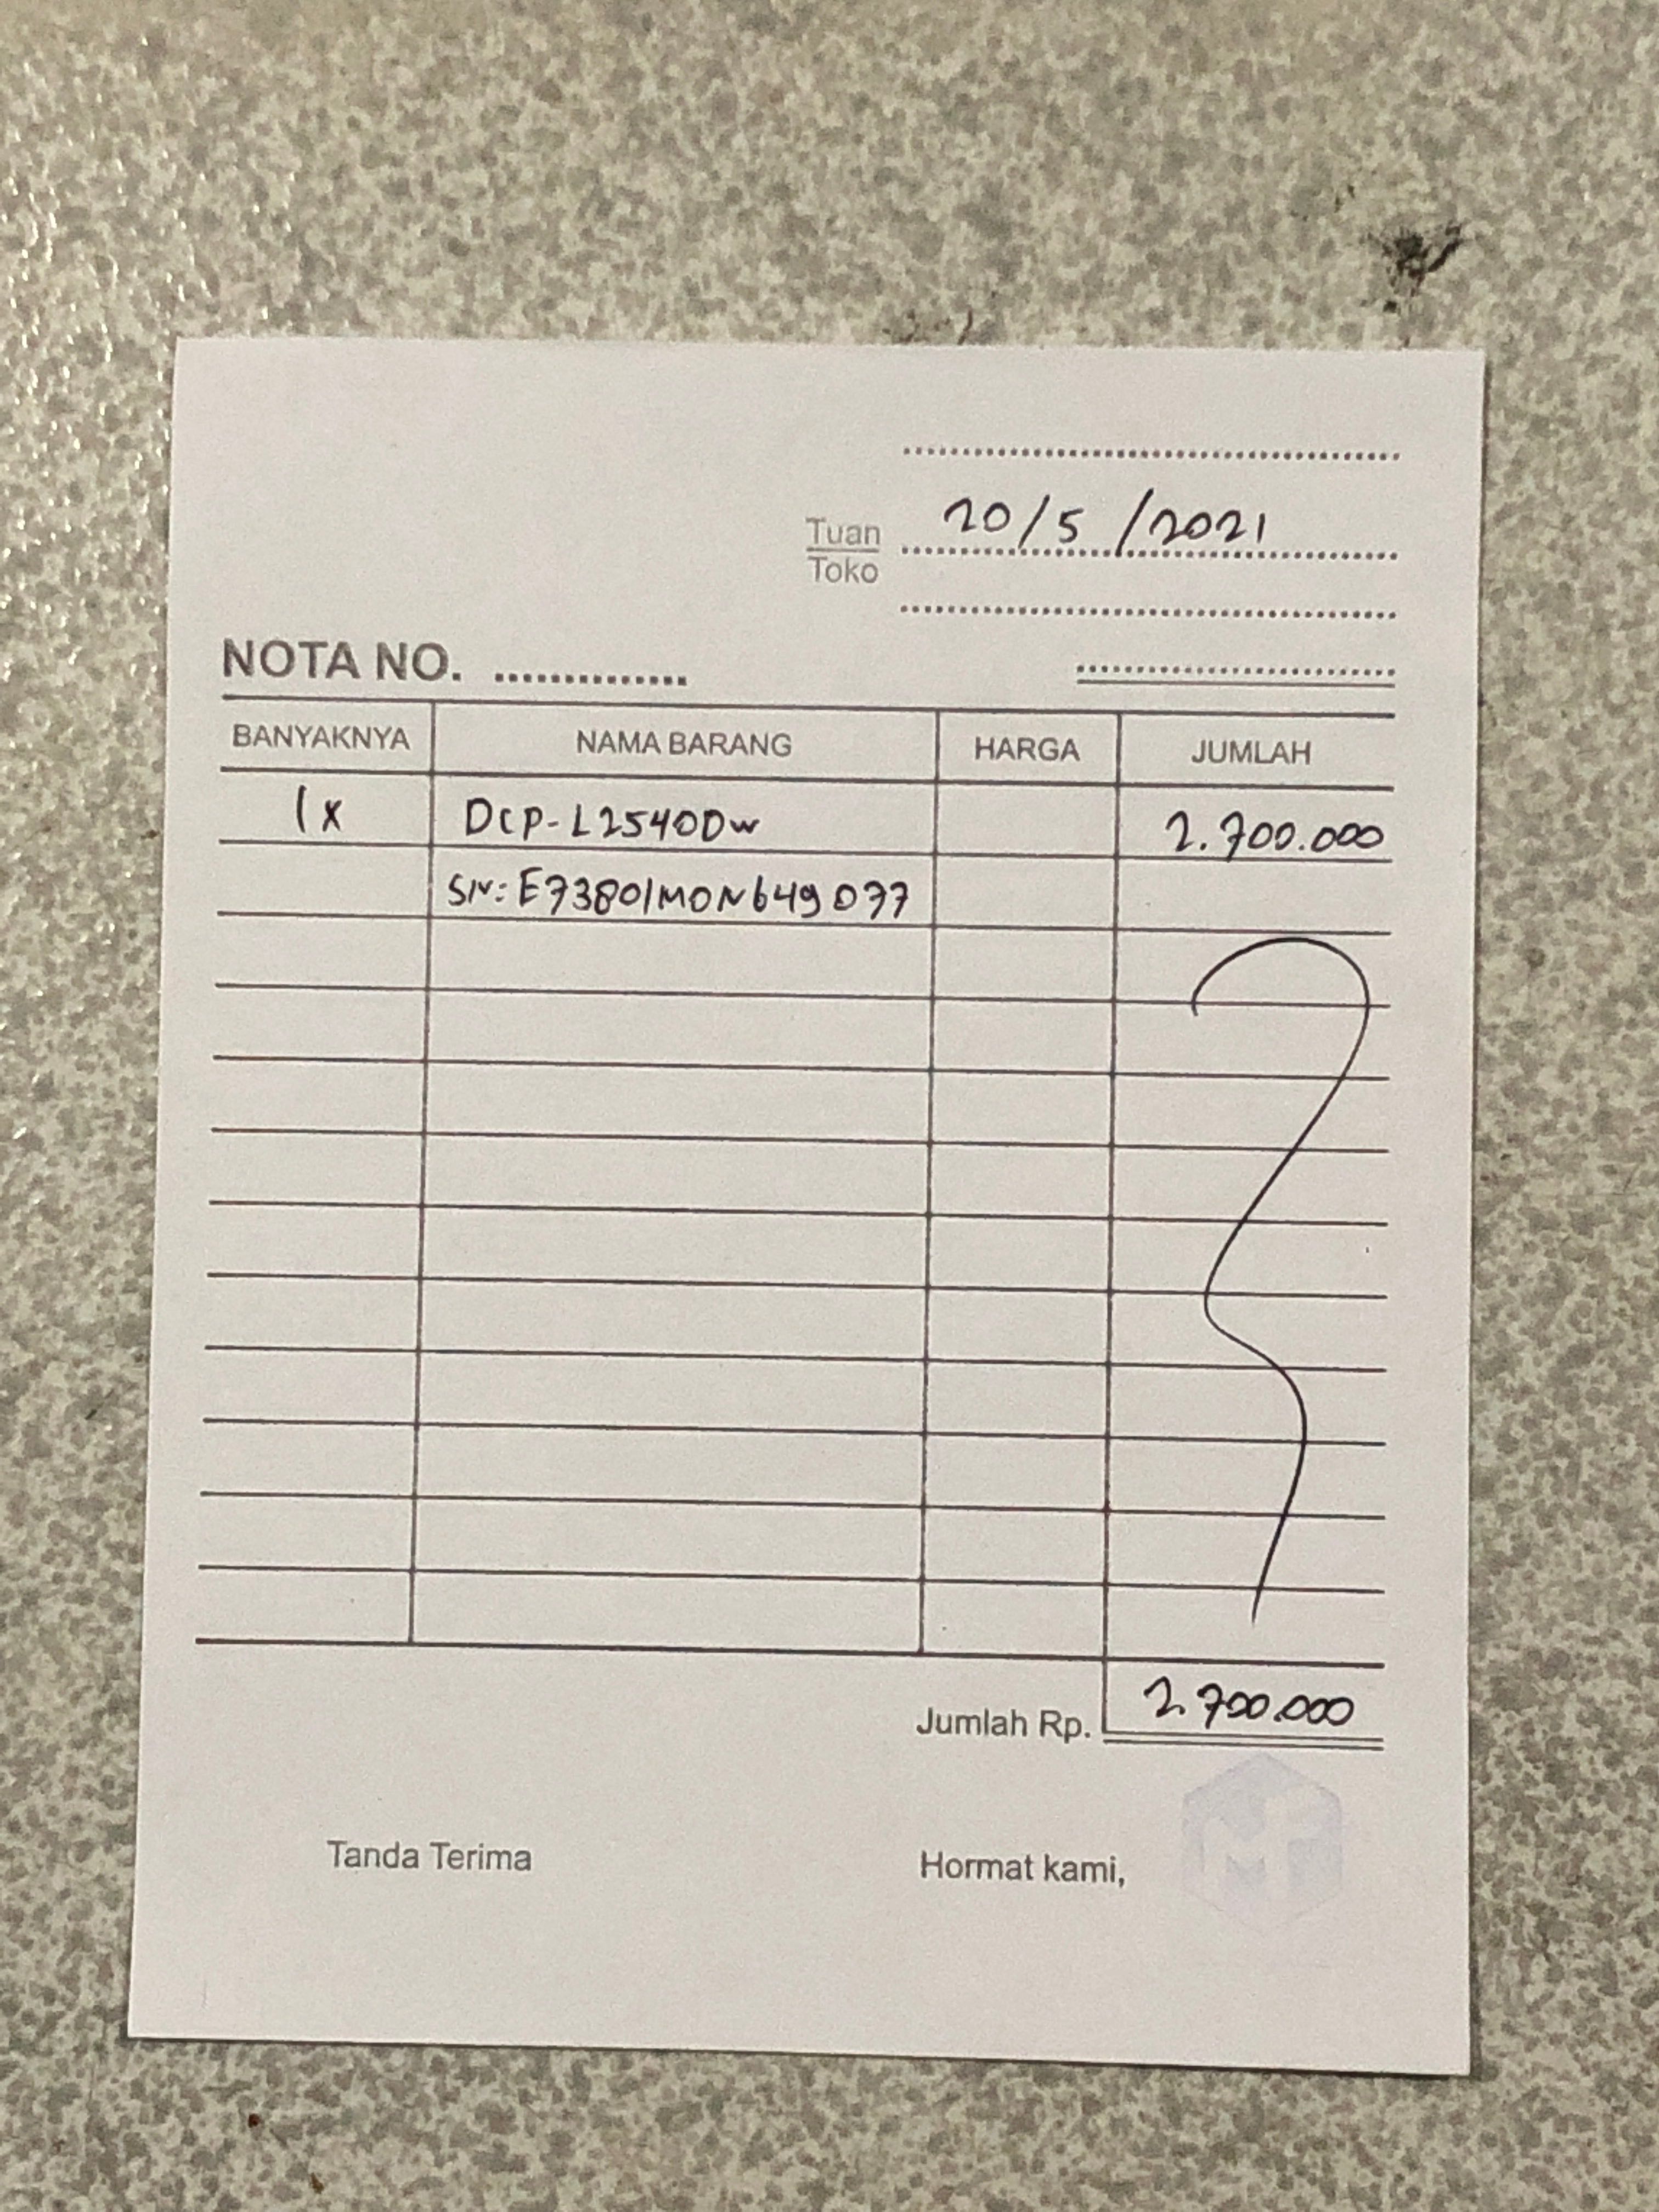 20/5/2021
Tuan
Toko
NOTA NO. ...............
BANYAKNYA NAMA BARANG HARGA JUMLAH
1x DCP-L2540DW 2.700.000
SN: E73801M0N649077
Jumlah Rp. 2.700.000
Tanda Terima Hormat kami,